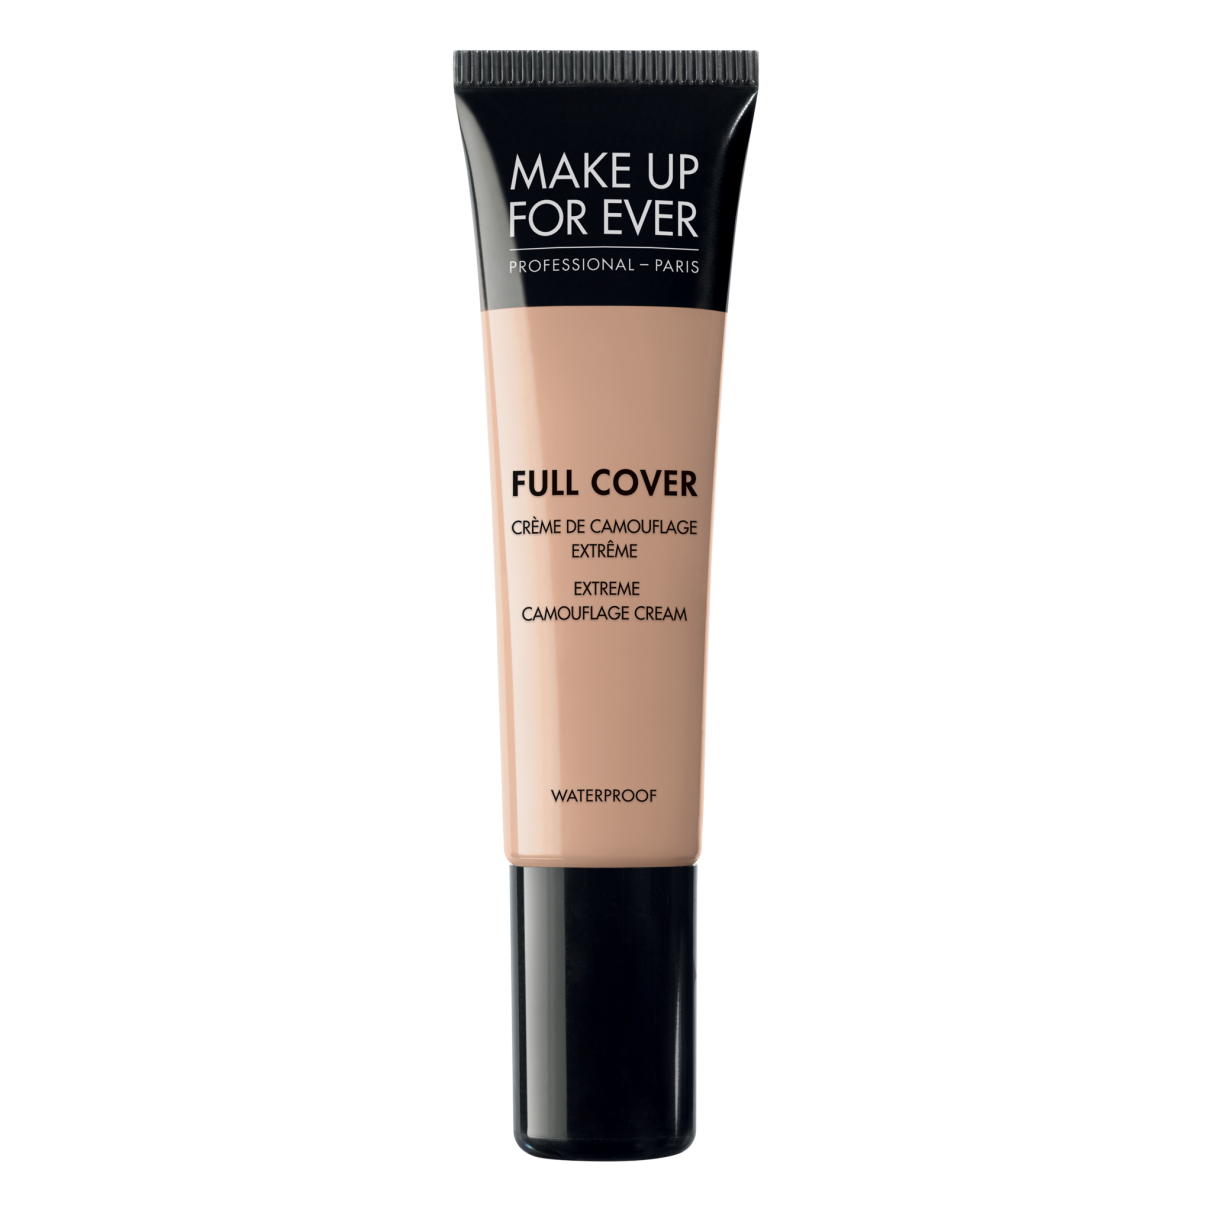 MAKE UP
FOR EVER
PROFESSIONAL – PARIS
FULL COVER
CRÈME DE CAMOUFLAGE
EXTRÊME
EXTREME
CAMOUFLAGE CREAM
WATERPROOF